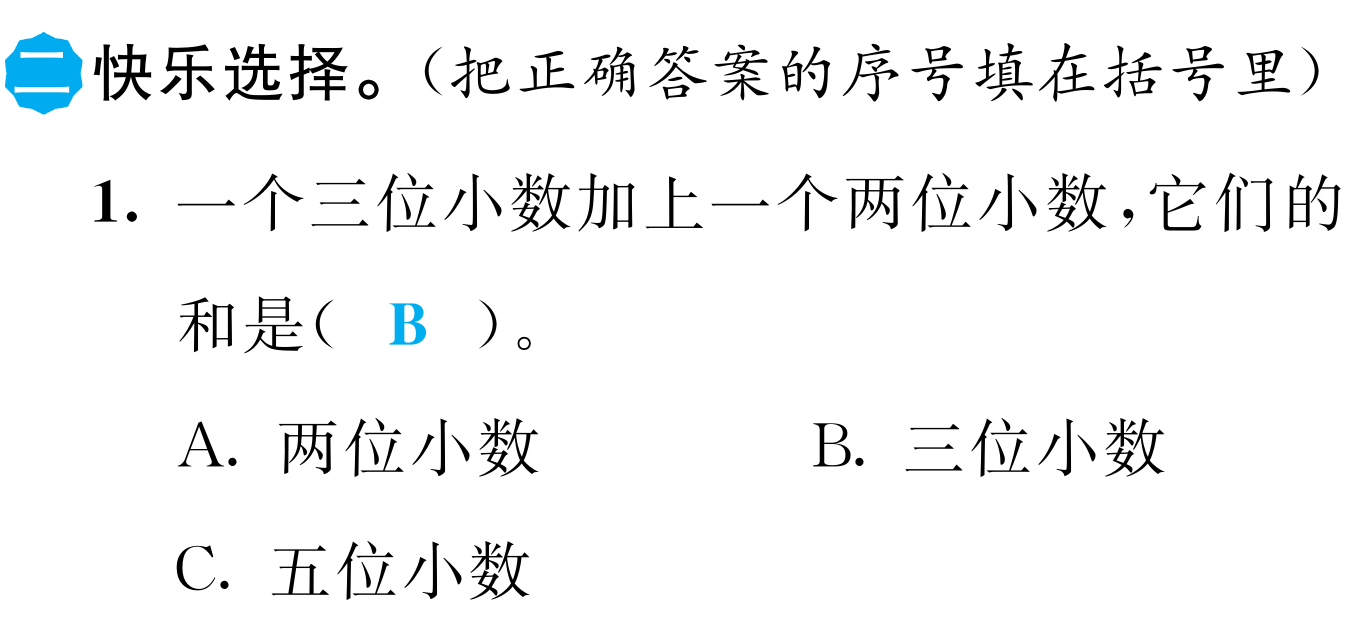 二 快乐选择。(把正确答案的序号填在括号里)
1. 一个三位小数加上一个两位小数,它们的
和是( B )。
A. 两位小数 B. 三位小数
C. 五位小数